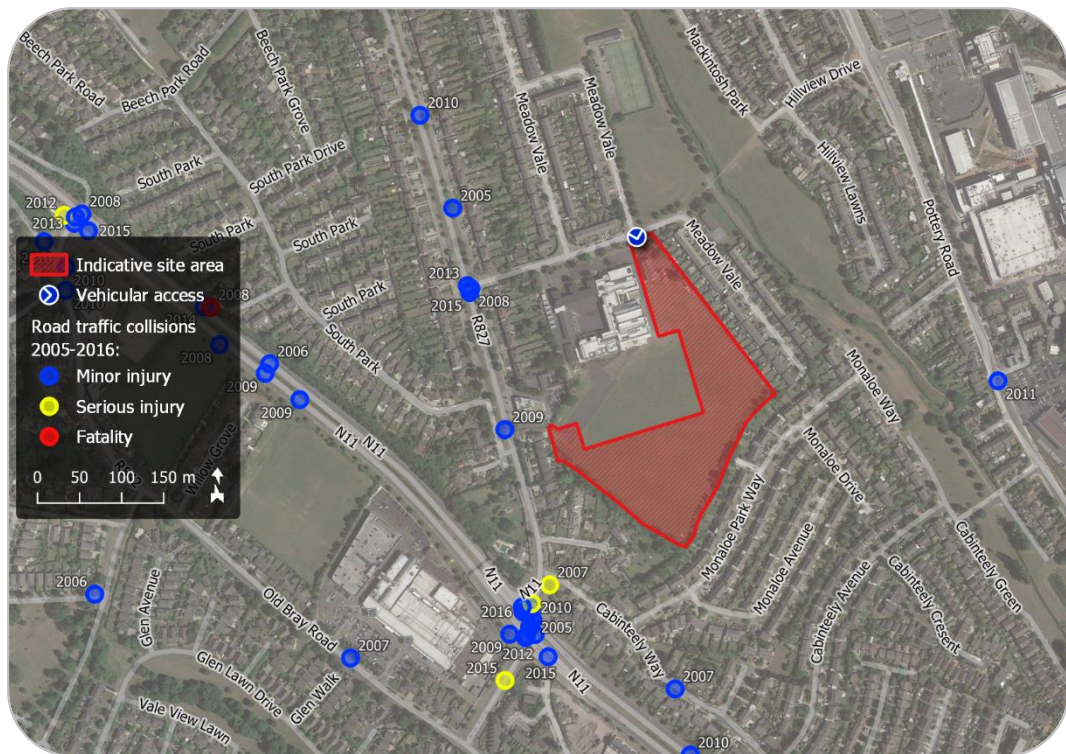 Beech Park Road
Beech Park Road
Beech Park Grove
South Park
South Park Drive
South Park
South Park
South Park
South Park
Meadow Vale
Meadow Vale
Meadow Vale
Mackintosh Park
Hillview Drive
Hillview Lawns
Pottery Road
2010
2005
2012
2008
2013
2015
2013
2015
2008
R827
2010
2008
2014
2008
2006
2009
2009
2009
2011
N11
N11
Willow Grove
Monaloe Way
Monaloe Drive
Monaloe Park Way
Monaloe Avenue
Cabinteely Avenue
Cabinteely Cresent
Cabinteely Green
Cabinteely Way
Indicative site area
Vehicular access
Road traffic collisions
2005-2016:
Minor injury
Serious injury
Fatality
0 50 100 150 m
2006
Glen Avenue
Old Bray Road
Glen Lawn Drive
Glen Walk
Vale View Lawn
2007
N11
N11
2007
2016
2010
2005
2009
2012
2015
2015
N11
2007
2010